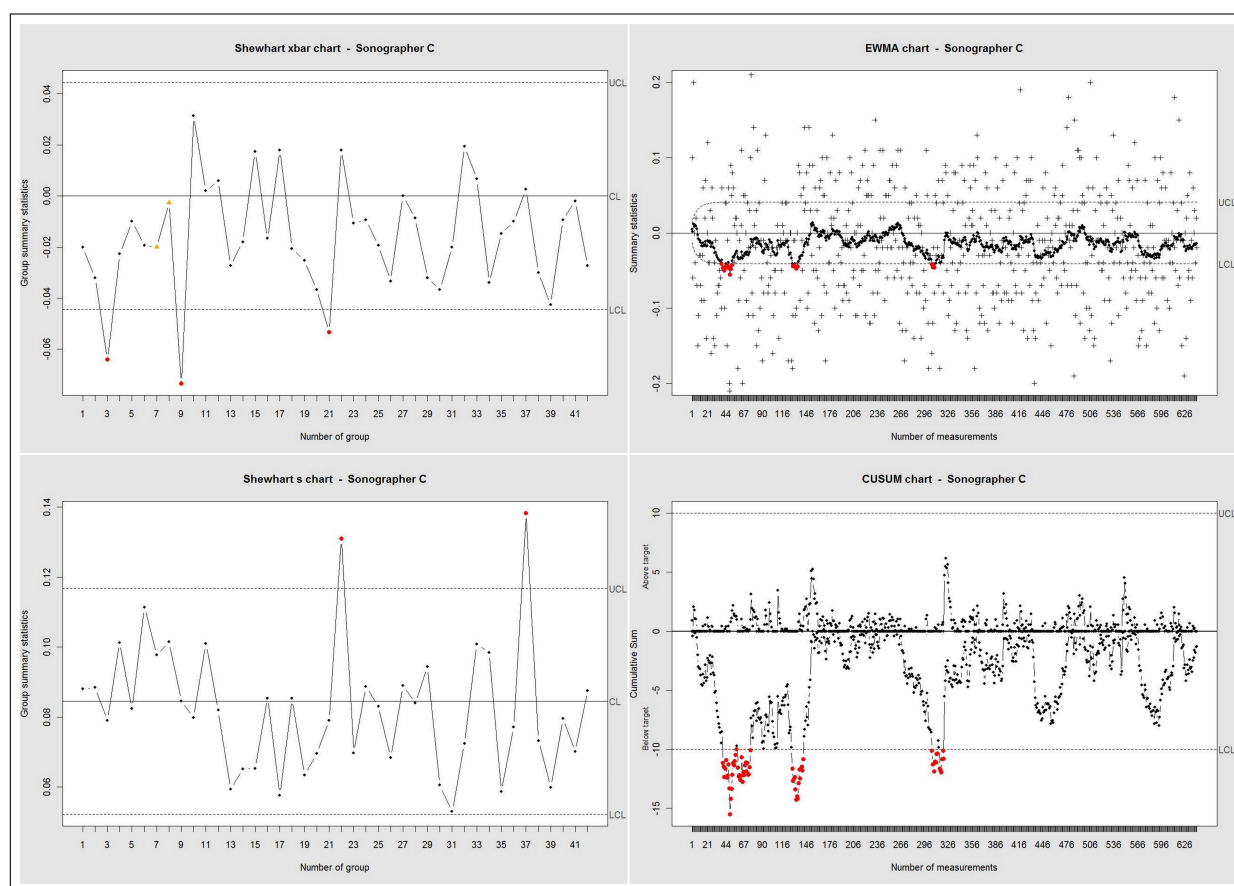 Shewhart xbar chart - Sonographer C
Group summary statistics
0.04
0.02
0.00
-0.02
-0.04
-0.06
UCL
CL
LCL
1 3 5 7 9 11 13 15 17 19 21 23 25 27 29 31 33 35 37 39 41
Number of group
EWMA chart - Sonographer C
Summary statistics
0.2
0.1
0.0
-0.1
-0.2
UCL
LCL
1 21 44 67 90 116 146 176 206 236 266 296 326 356 386 416 446 476 506 536 566 596 626
Number of measurements
Shewhart s chart - Sonographer C
Group summary statistics
0.14
0.12
0.10
0.08
0.06
UCL
CL
LCL
1 3 5 7 9 11 13 15 17 19 21 23 25 27 29 31 33 35 37 39 41
Number of group
CUSUM chart - Sonographer C
Cumulative Sum
Above target
Below target
10
5
0
-5
-10
-15
UCL
LCL
1 21 44 67 90 116 146 176 206 236 266 296 326 356 386 416 446 476 506 536 566 596 626
Number of measurements